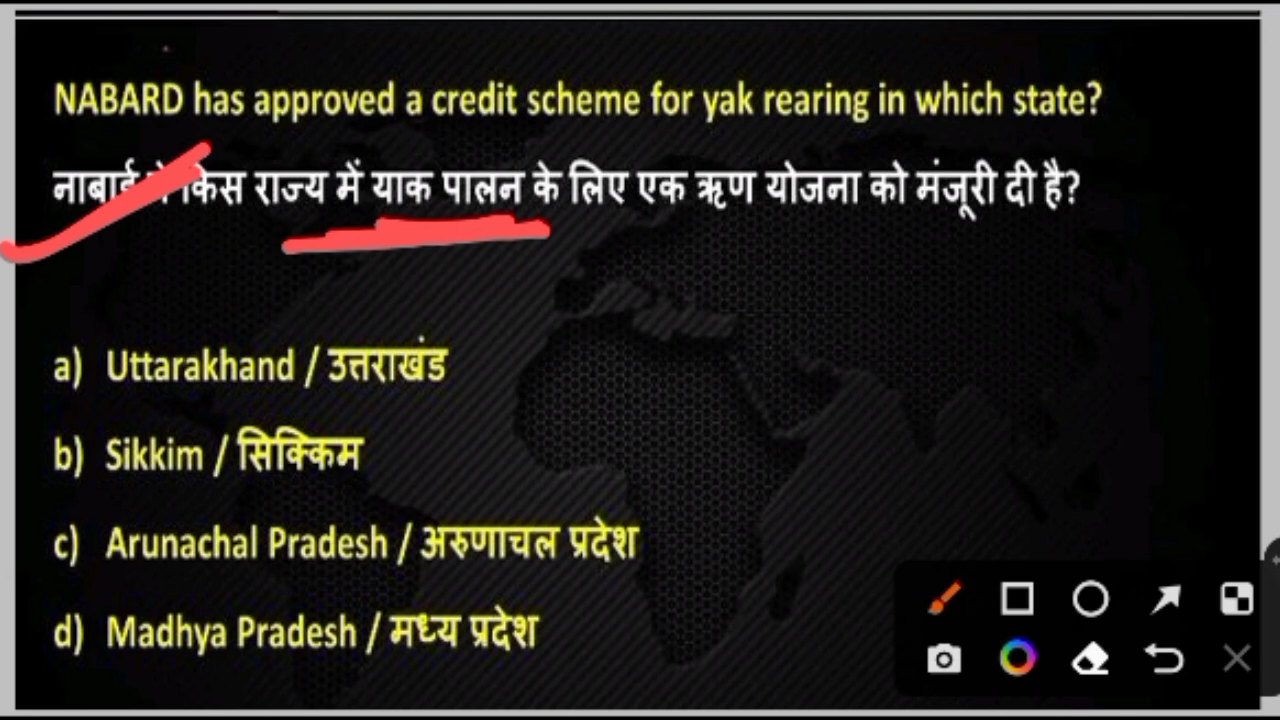 NABARD has approved a credit scheme for yak rearing in which state?
किस राज्य में याक पालन के लिए एक ऋण योजना को मंजूरी दी है?
a) Uttarakhand / उत्तराखंड
b) Sikkim / सिक्किम
c) Arunachal Pradesh / अरुणाचल प्रदेश
d) Madhya Pradesh / मध्य प्रदेश